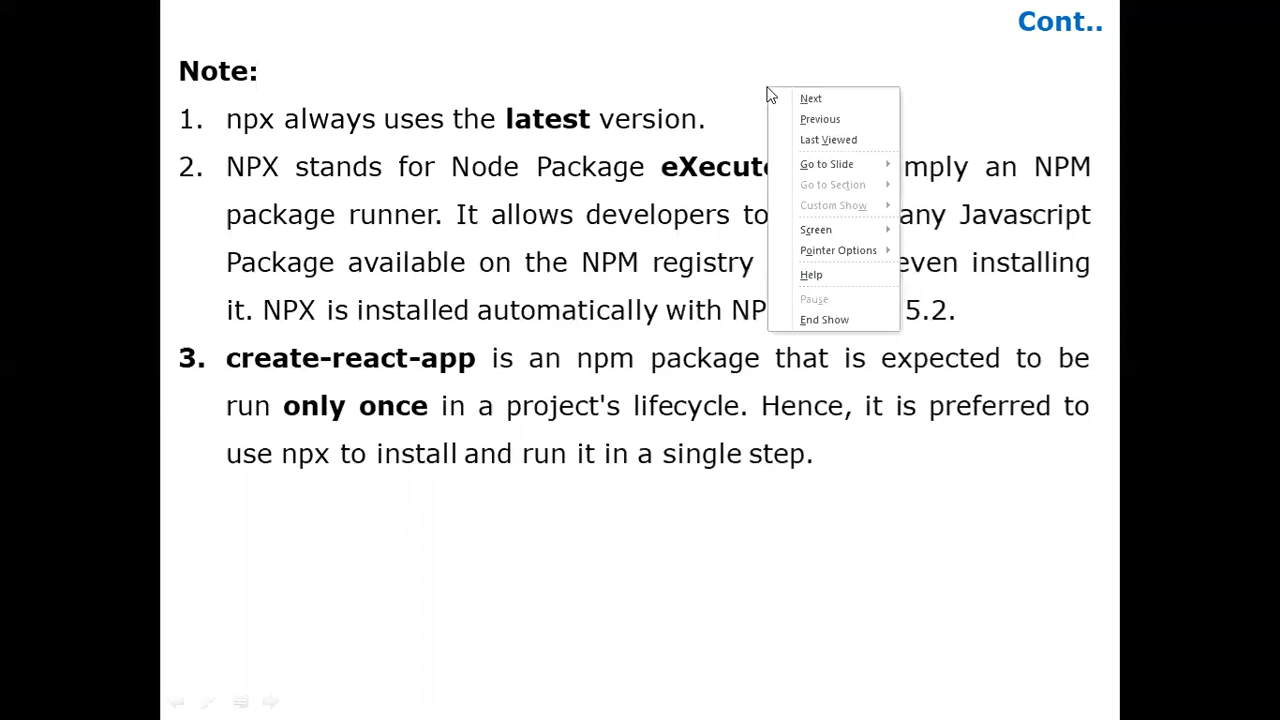 Cont..
Note:
1. npx always uses the latest version.
2. NPX stands for Node Package mply an NPM
package runner. It allows developers to any Javascript
Package available on the NPM registry even installing
it. NPX is installed automatically with 5.2.
3. create-react-app is an npm package that is expected to be
run only once in a project's lifecycle. Hence, it is preferred to
use npx to install and run it in a single step.
Next
Previous
Last Viewed
Go to Slide
Go to Section
Custom Show
Screen
Pointer Options
Help
Pause
End Show